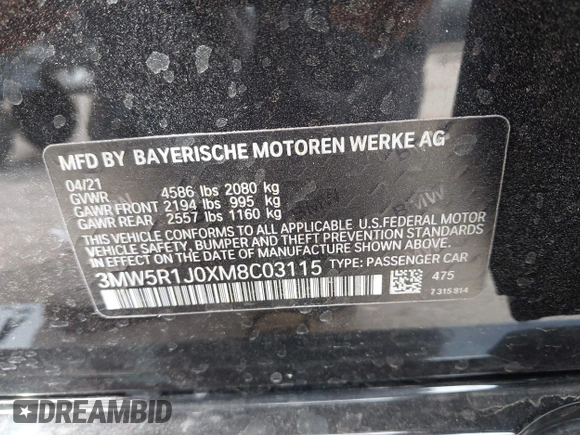 MFD BY BAYERISCHE MOTOREN WERKE AG
04/21
GVWR 4586 lbs 2080 kg
GAWR FRONT 2194 lbs 995 kg
GAWR REAR 2557 lbs 1160 kg
THIS VEHICLE CONFORMS TO ALL APPLICABLE U.S.FEDERAL MOTOR
VEHICLE SAFETY, BUMPER AND THEFT PREVENTION STANDARDS
IN EFFECT ON THE DATE OF MANUFACTURE SHOWN ABOVE.
3MW5R1J0XM8C03115 TYPE: PASSENGER CAR
475
7 315 814
BMW
DREAMBID